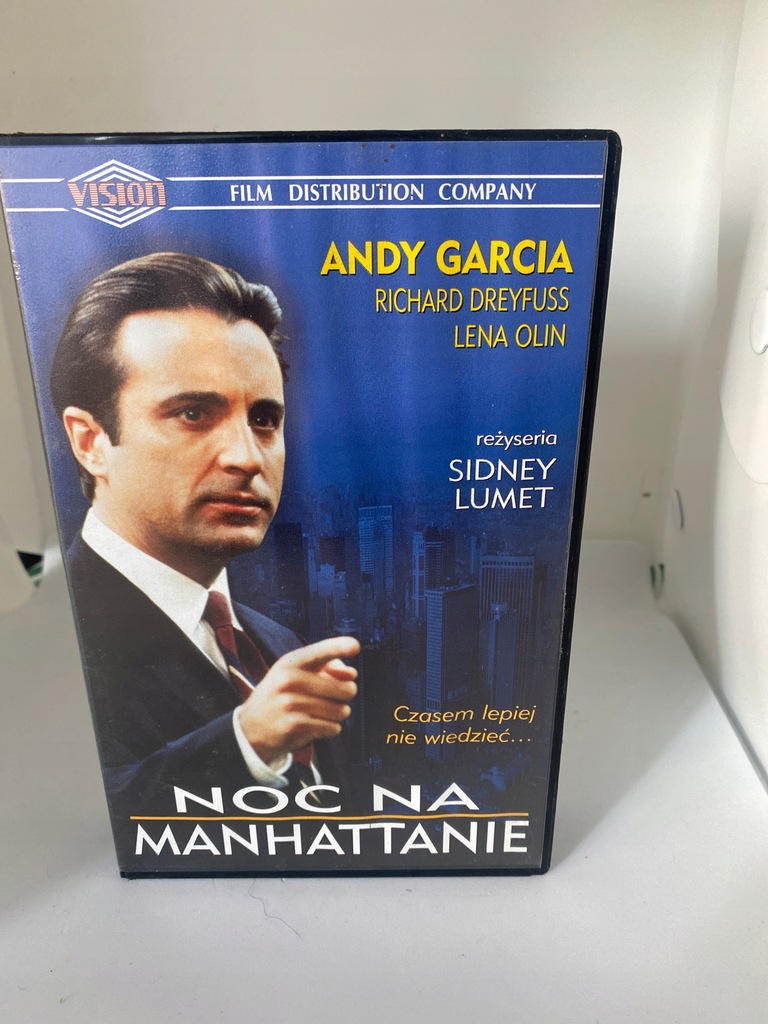 VISION
FILM DISTRIBUTION COMPANY
ANDY GARCIA
RICHARD DREYFUSS
LENA OLIN
reżyseria
SIDNEY
LUMET
Czasem lepiej
nie wiedzieć...
NOC NA
MANHATTANIE